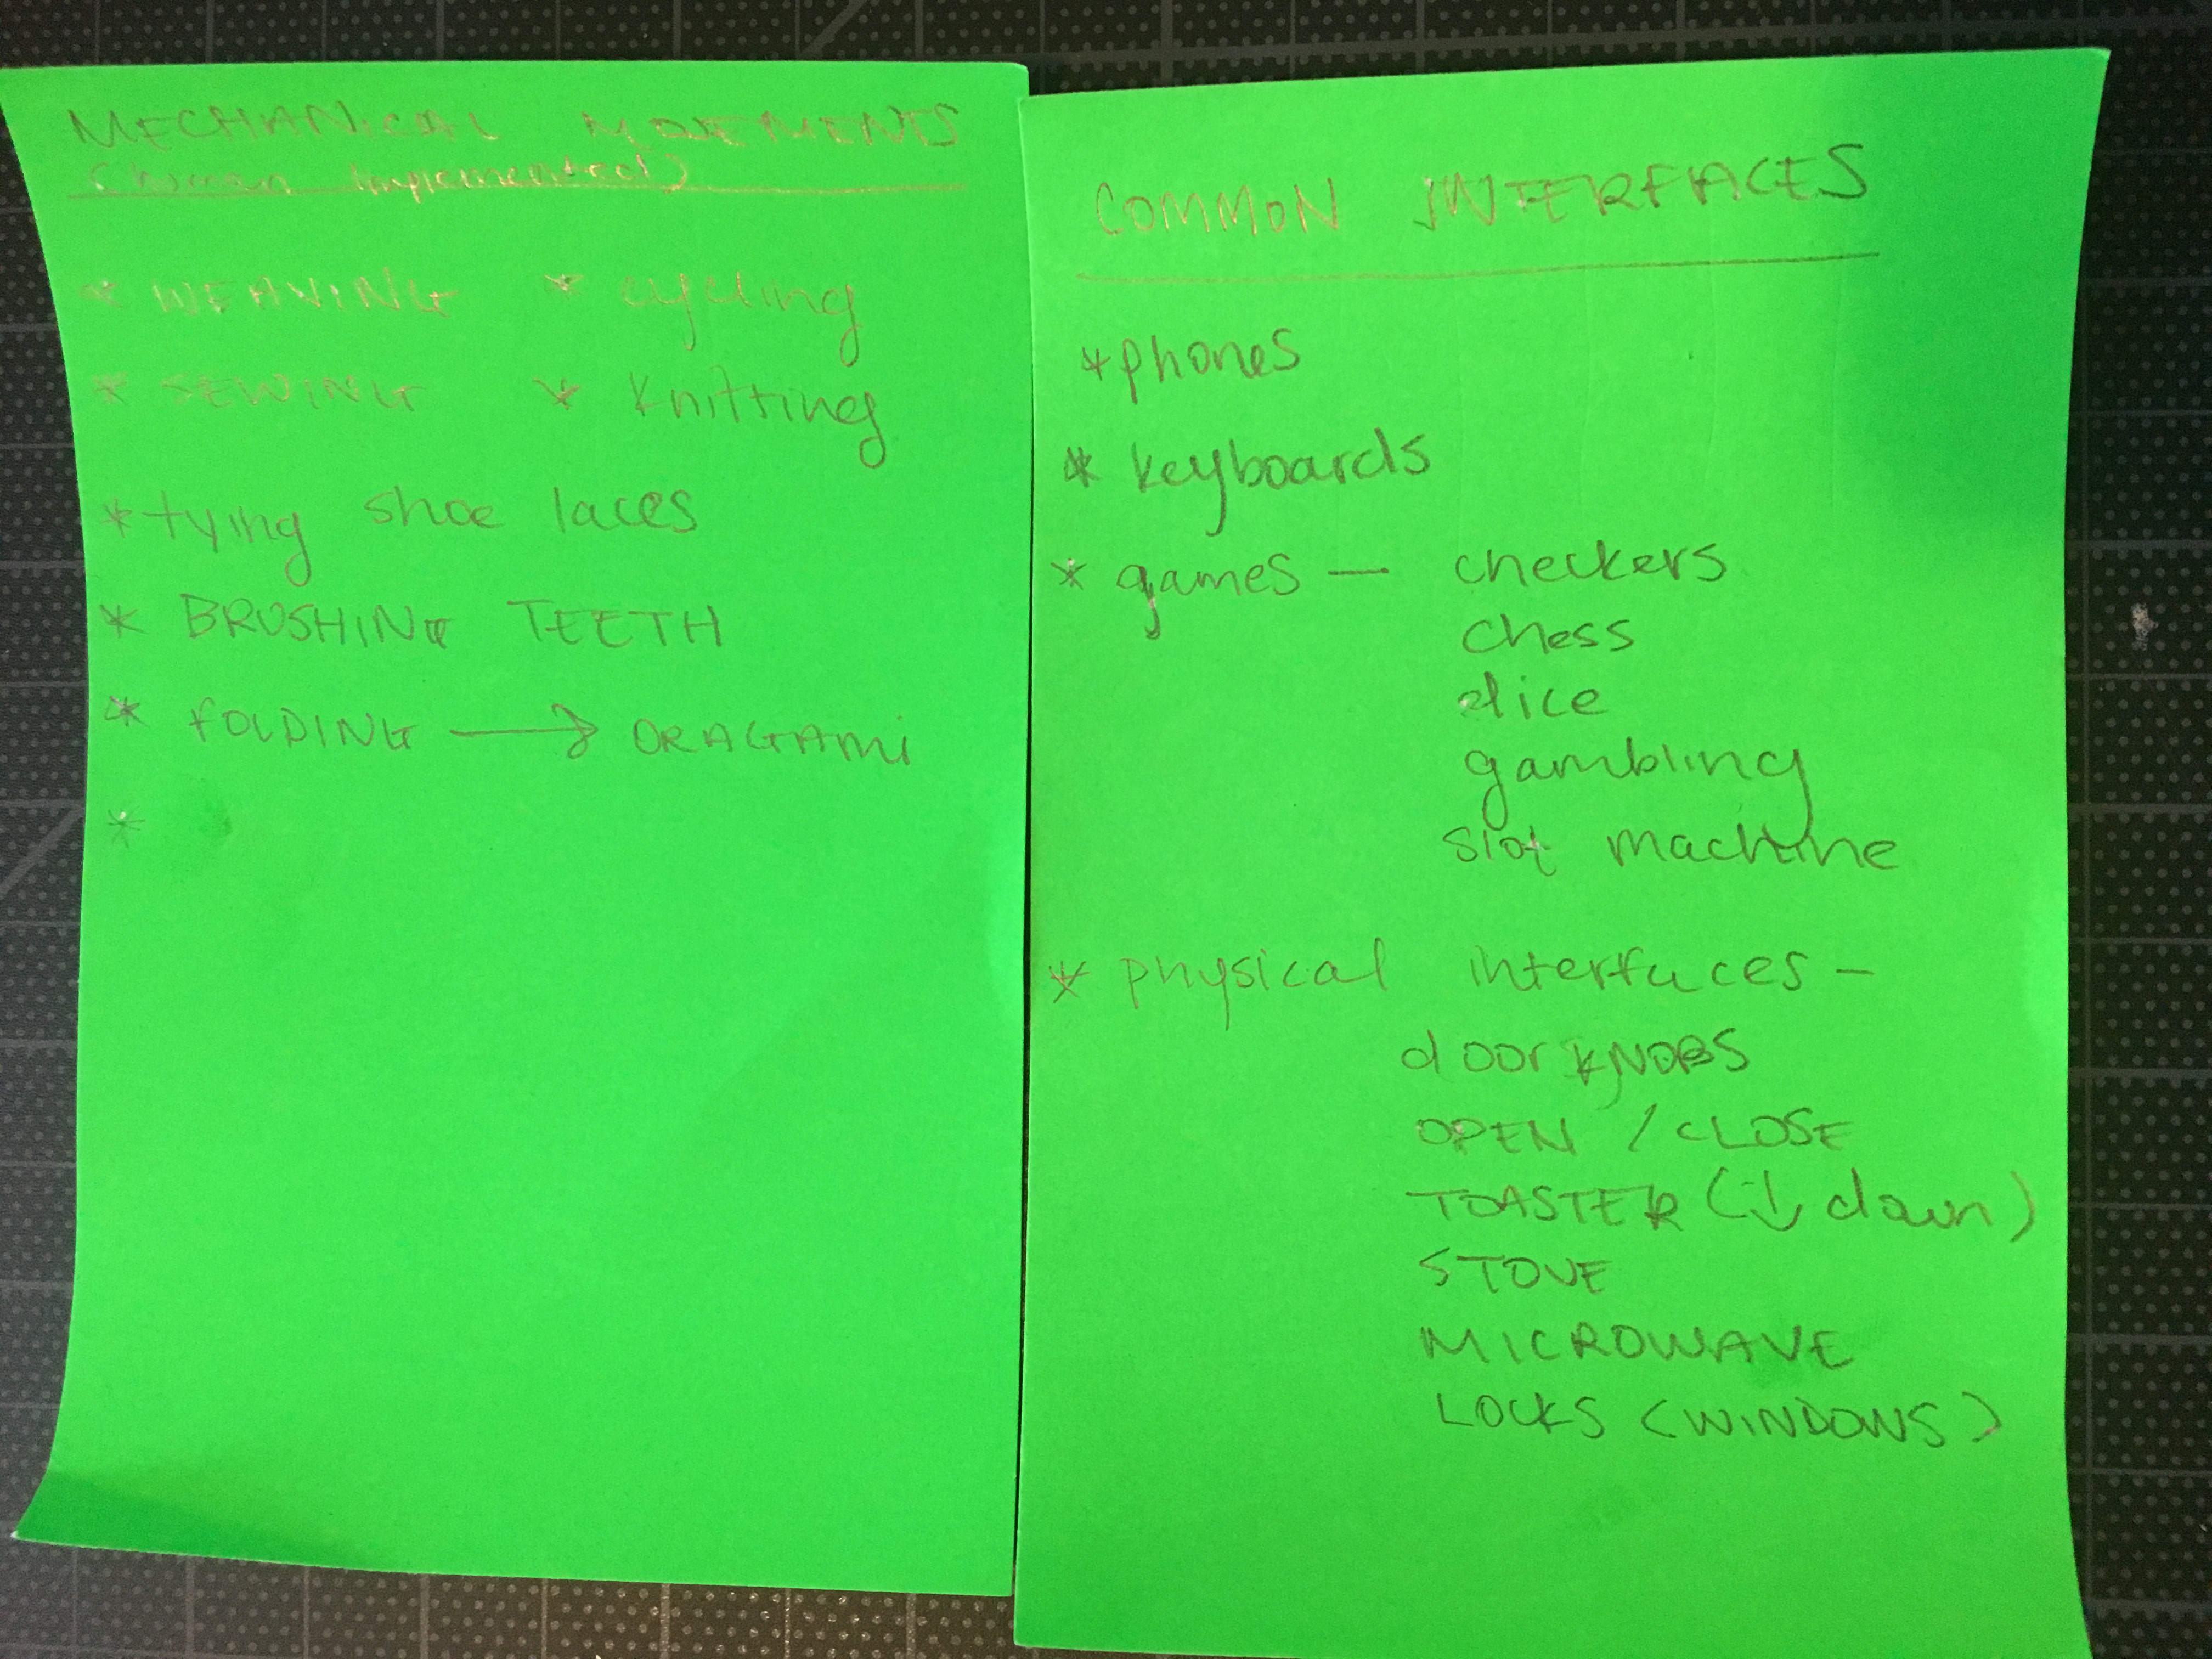 MECHANICAL MOVEMENTS
(human implemented)
* WEAVING * cycling
* SEWING * knitting
* tying shoe laces
* BRUSHING TEETH
* FOLDING → ORAGAMI
*
COMMON INTERFACES
* phones
* keyboards
* games — checkers
chess
dice
gambling
slot machine
* physical interfaces -
door KNOBS
OPEN / CLOSE
TOASTER (↓ down)
STOVE
MICROWAVE
LOCKS (WINDOWS)